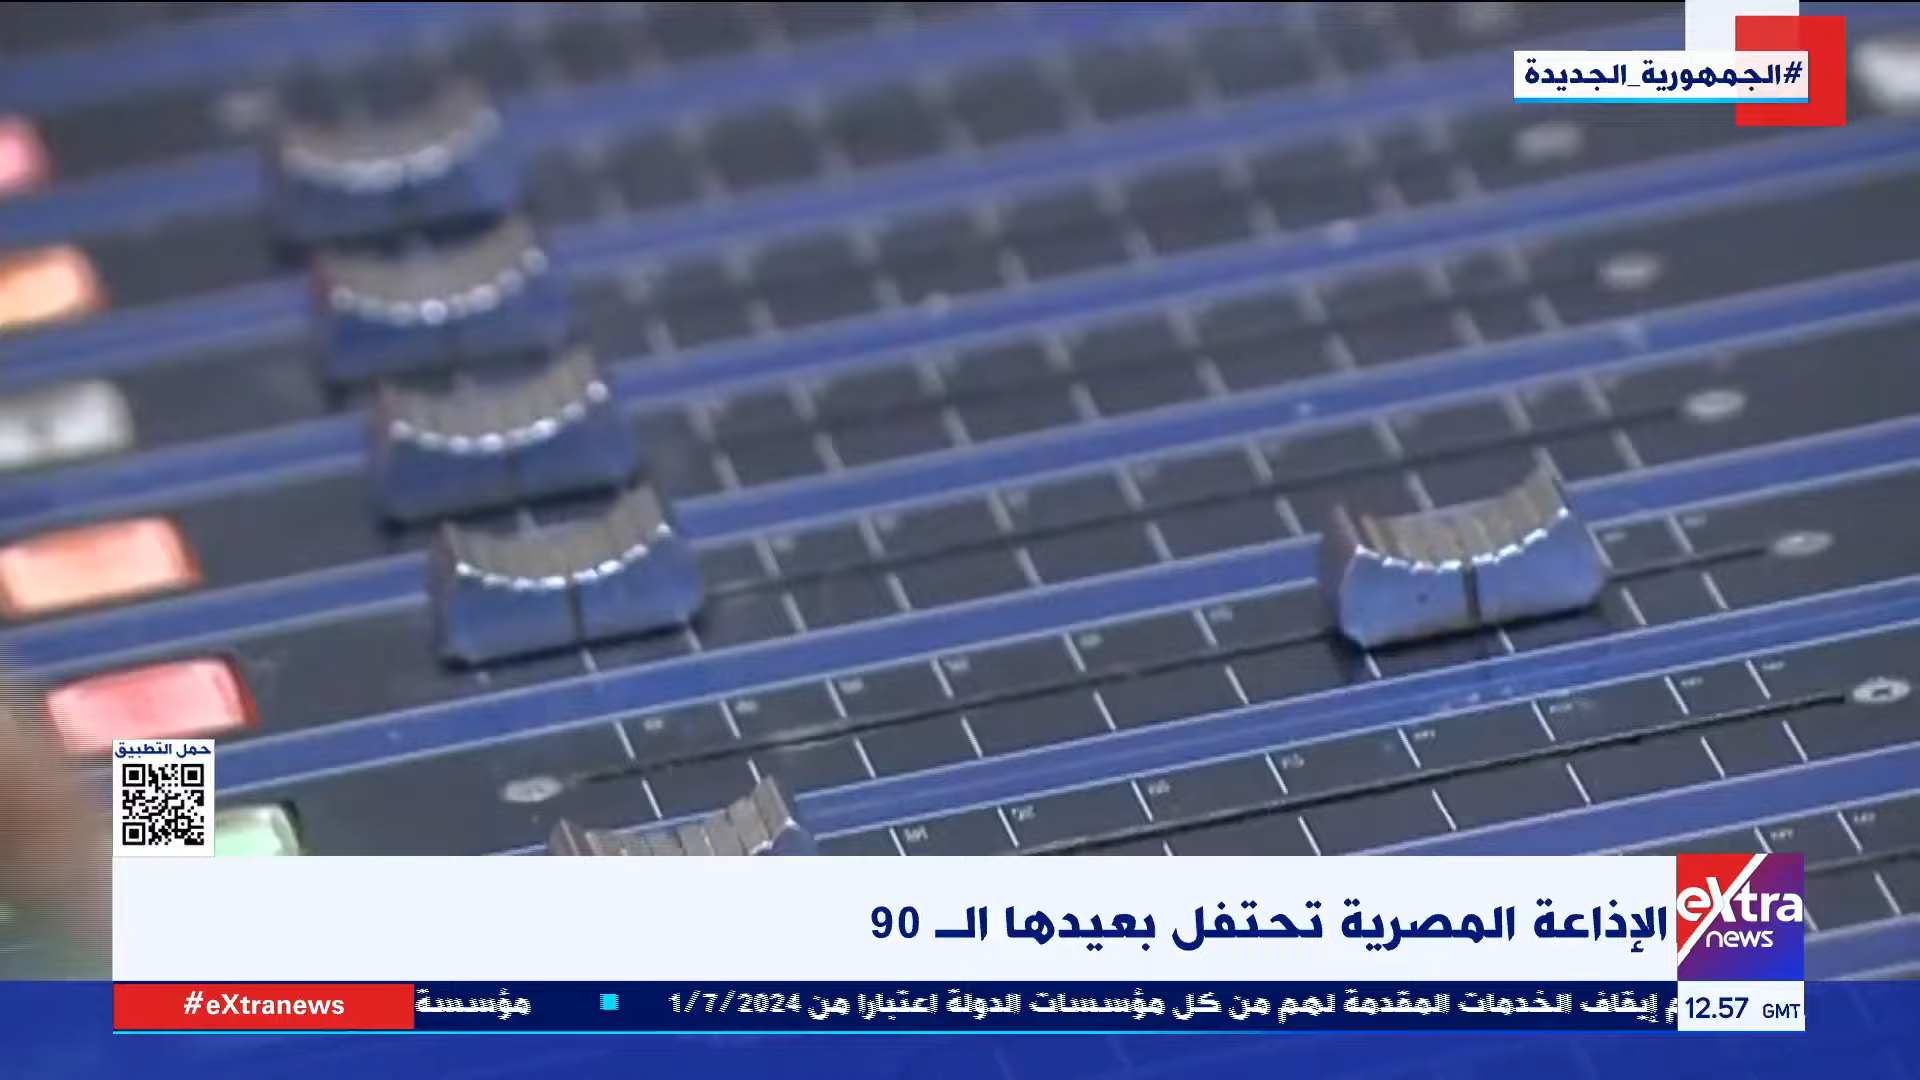 #الجمهورية_الجديدة
حمل التطبيق
الإذاعة المصرية تحتفل بعيدها الـ 90
eXtra
news
إيقاف الخدمات المقدمة لهم من كل مؤسسات الدولة اعتبارا من 1/7/2024 مؤسسة
#eXtranews
12.57 GMT